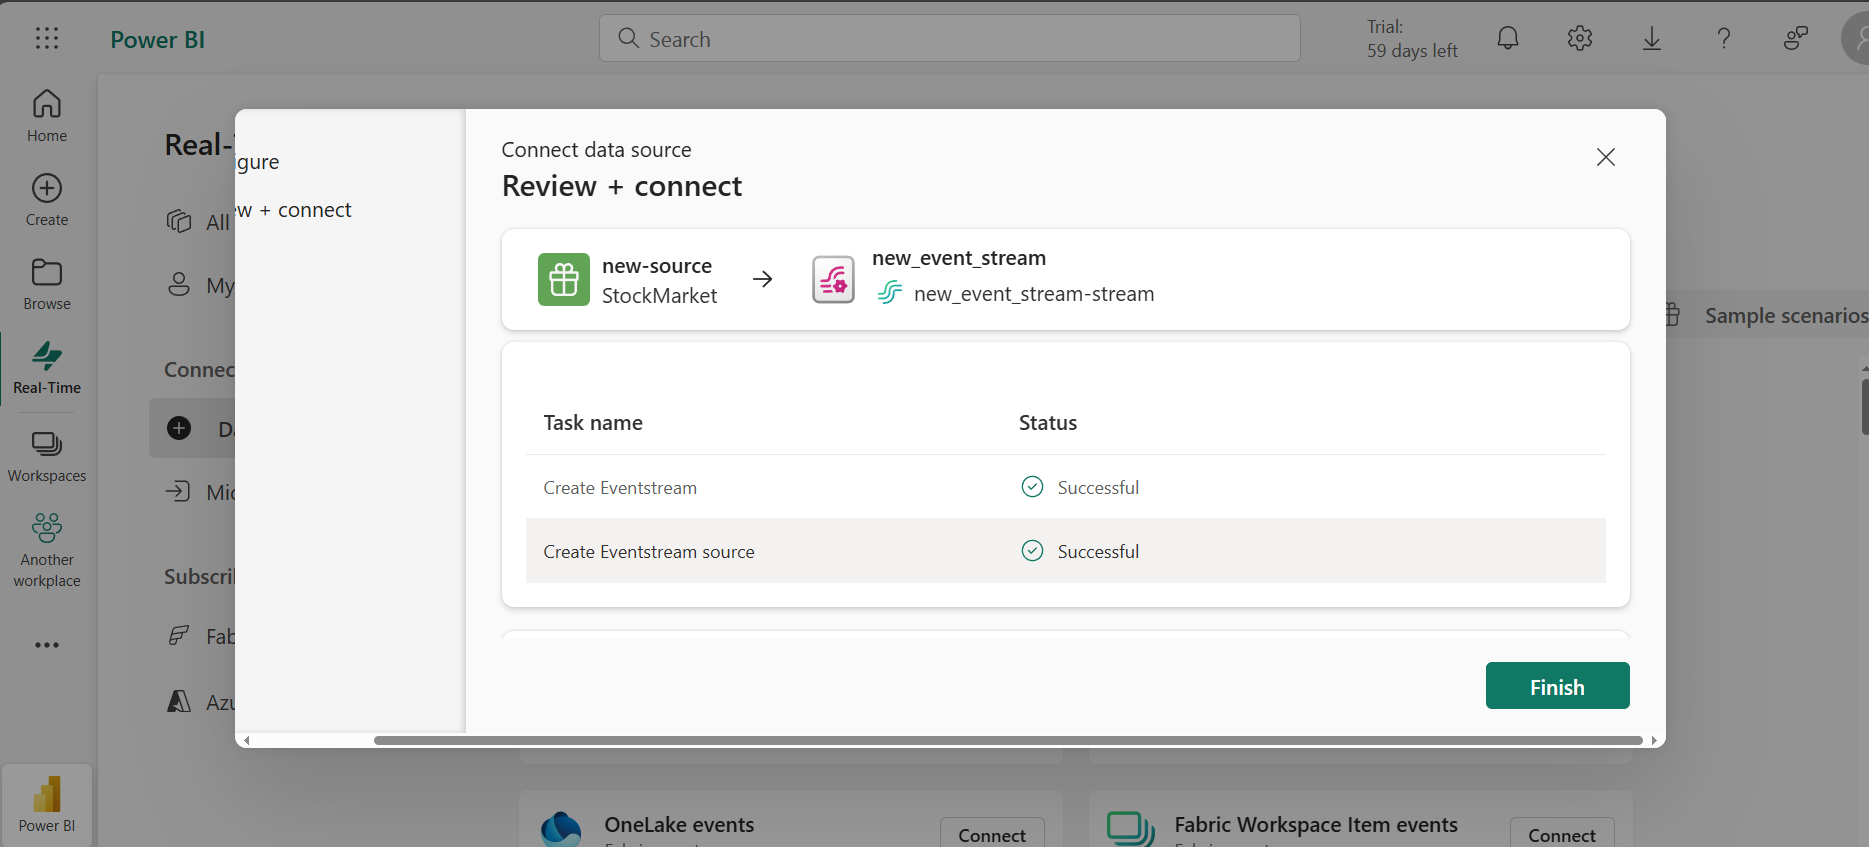 Power BI
Search
Trial:
59 days left
Home
Create
Browse
Real-Time
Workspaces
Another
workplace
Power BI
Real-
All
My
Connec
Mic
Subscri
Fab
Azu
igure
w + connect
Connect data source
Review + connect
new-source
StockMarket
new_event_stream
new_event_stream-stream
Task name
Status
Create Eventstream
Successful
Create Eventstream source
Successful
Finish
Sample scenarios
OneLake events
Connect
Fabric Workspace Item events
Connect